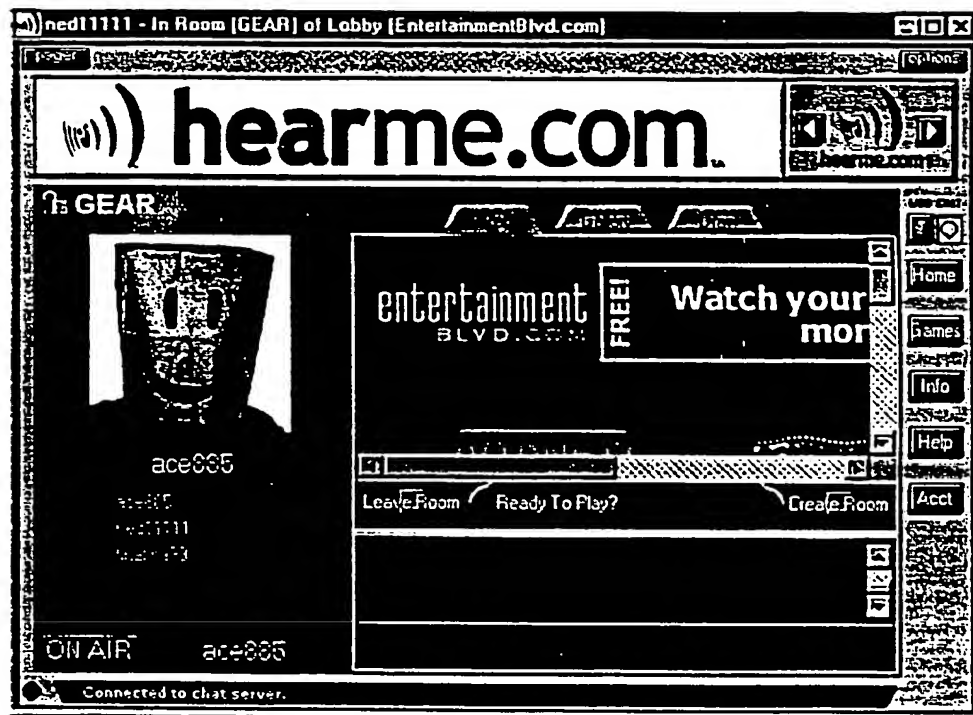 ned11111 - In Room [GEAR] of Lobby [EntertainmentBlvd.com]
pager
options
hearme.com
hearme.com
GEAR
entertainment
BLVD.COM
FREE!
Watch your
mor
Home
Games
Info
Help
Acct
ned11111
Leave Room
Ready To Play?
Create Room
ON AIR
Connected to chat server.